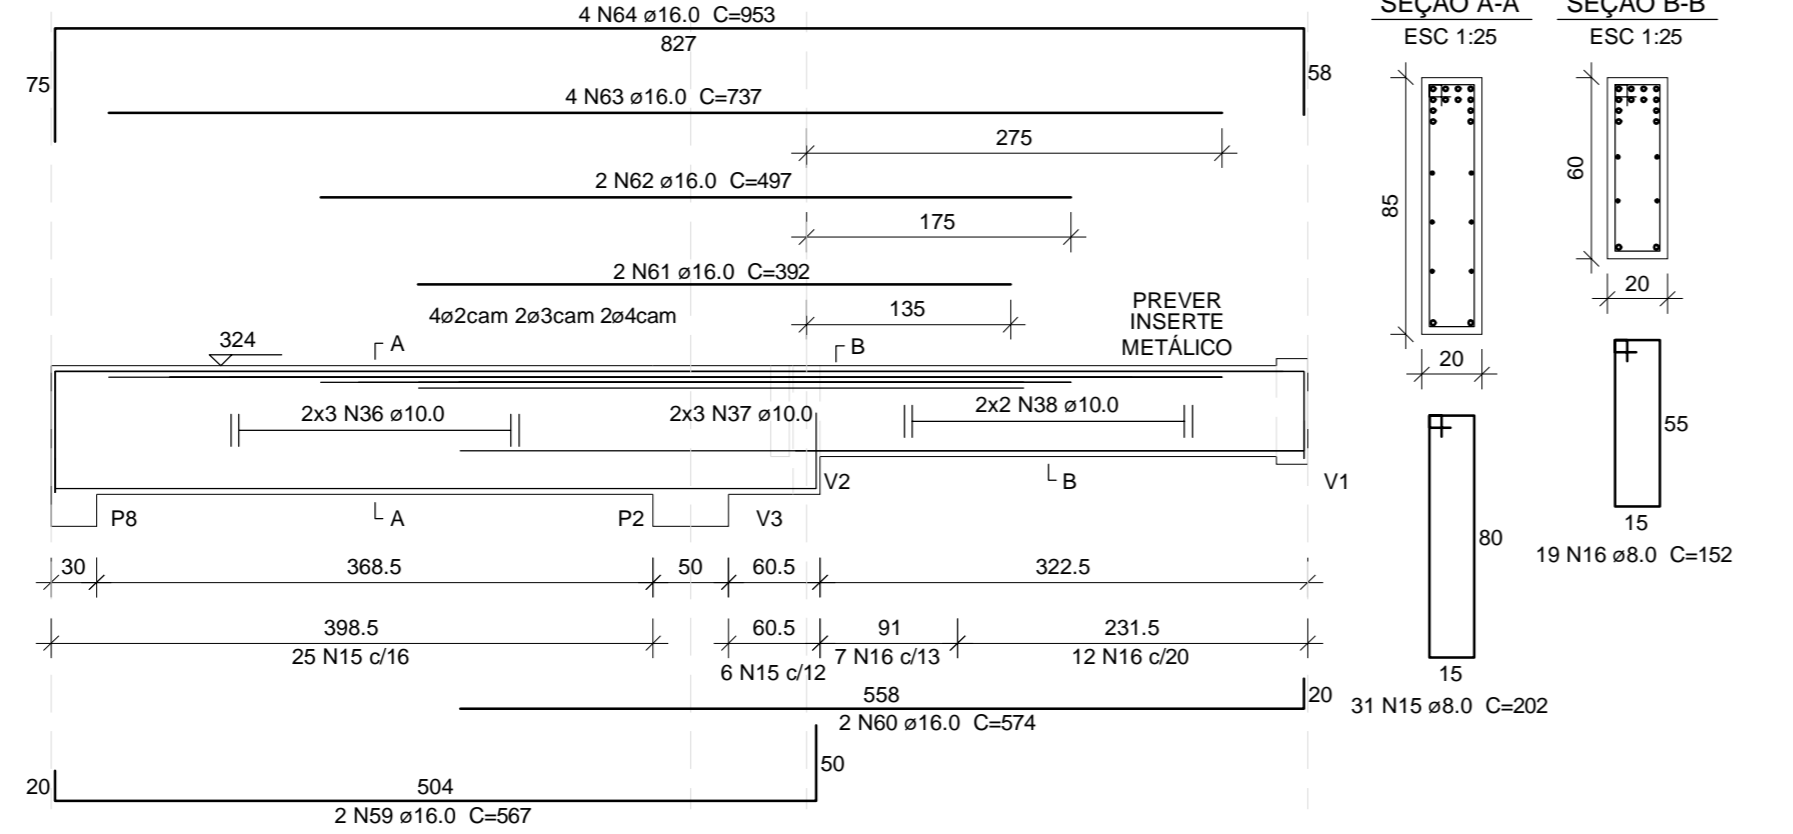 4 N64 ø16.0  C=953
827
75
58
4 N63 ø16.0  C=737
275
2 N62 ø16.0  C=497
175
2 N61 ø16.0  C=392
4ø2cam 2ø3cam 2ø4cam
135
PREVER
INSERTE
METÁLICO
324
A
B
2x3 N36 ø10.0
2x3 N37 ø10.0
2x2 N38 ø10.0
P8
A
P2
V3
V2
B
V1
30
368.5
50
60.5
322.5
398.5
25 N15 c/16
60.5
6 N15 c/12
91
7 N16 c/13
231.5
12 N16 c/20
558
20
2 N60 ø16.0  C=574
20
504
50
2 N59 ø16.0  C=567
SEÇÃO A-A
ESC 1:25
85
20
80
15
31 N15 ø8.0  C=202
SEÇÃO B-B
ESC 1:25
60
20
55
15
19 N16 ø8.0  C=152